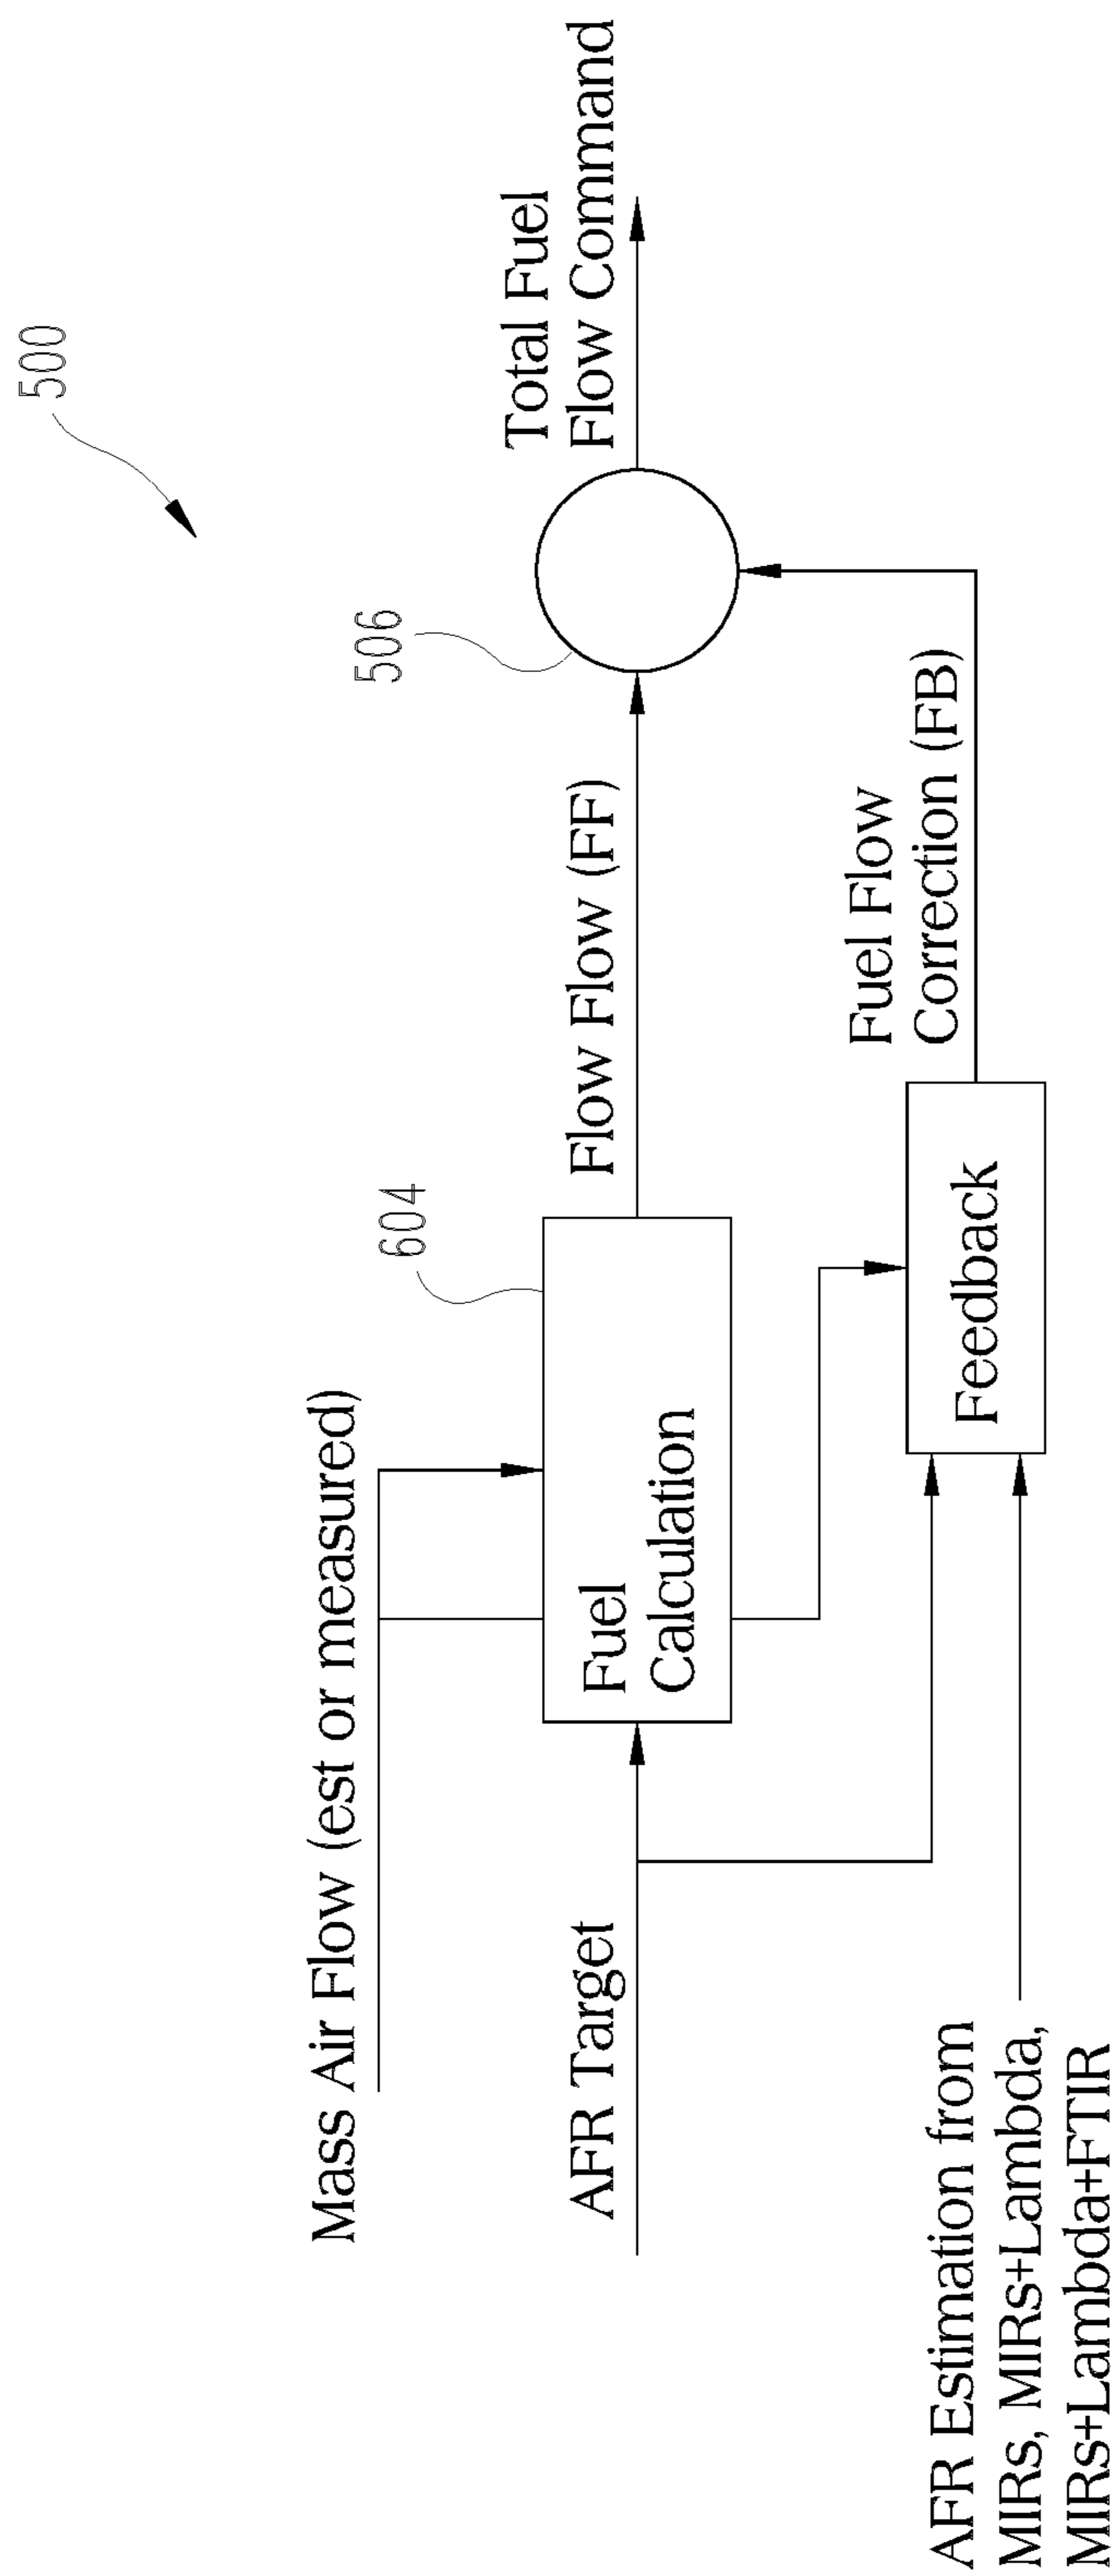 500
506
Total Fuel
Flow Command
604
Flow Flow (FF)
Mass Air Flow (est or measured)
Fuel
Calculation
AFR Target
Fuel Flow
Correction (FB)
Feedback
AFR Estimation from
MIRs, MIRs+Lambda,
MIRs+Lambda+FTIR